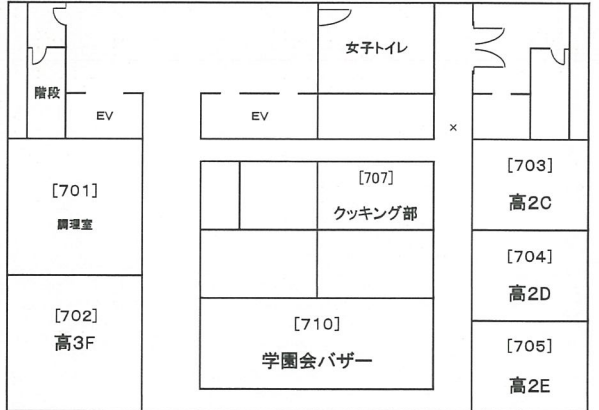 女子トイレ
階段
EV
EV
×
[701]
調理室
[707]
クッキング部
[703]
高2C
[704]
高2D
[702]
高3F
[710]
学園会バザー
[705]
高2E